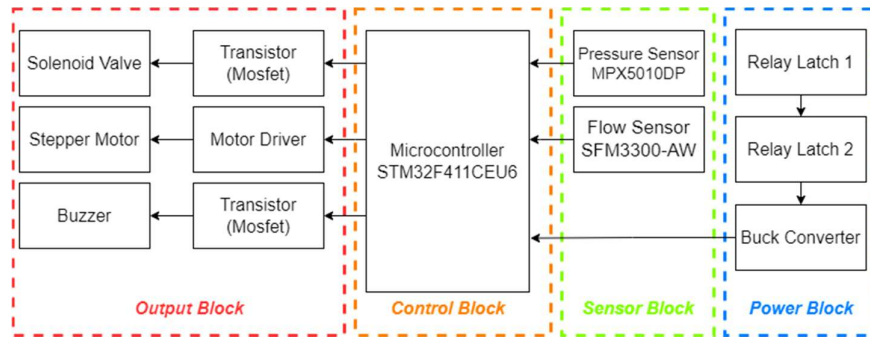 Solenoid Valve
Transistor
(Mosfet)
Stepper Motor
Motor Driver
Buzzer
Transistor
(Mosfet)
Output Block
Microcontroller
STM32F411CEU6
Control Block
Pressure Sensor
MPX5010DP
Flow Sensor
SFM3300-AW
Sensor Block
Relay Latch 1
Relay Latch 2
Buck Converter
Power Block